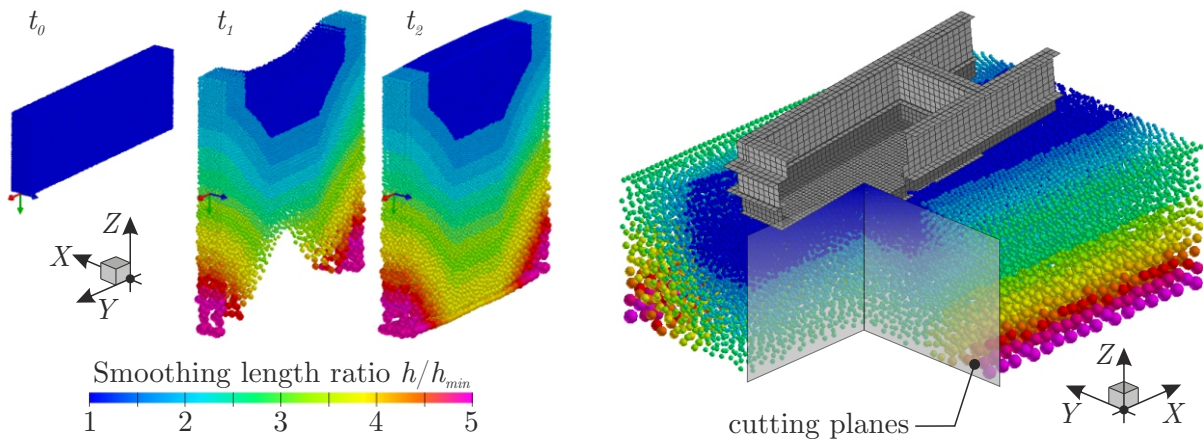 t₀ t₁ t₂
Z
X
Y
Smoothing length ratio h/hₘᵢₙ
1 2 3 4 5
cutting planes
Z
Y X